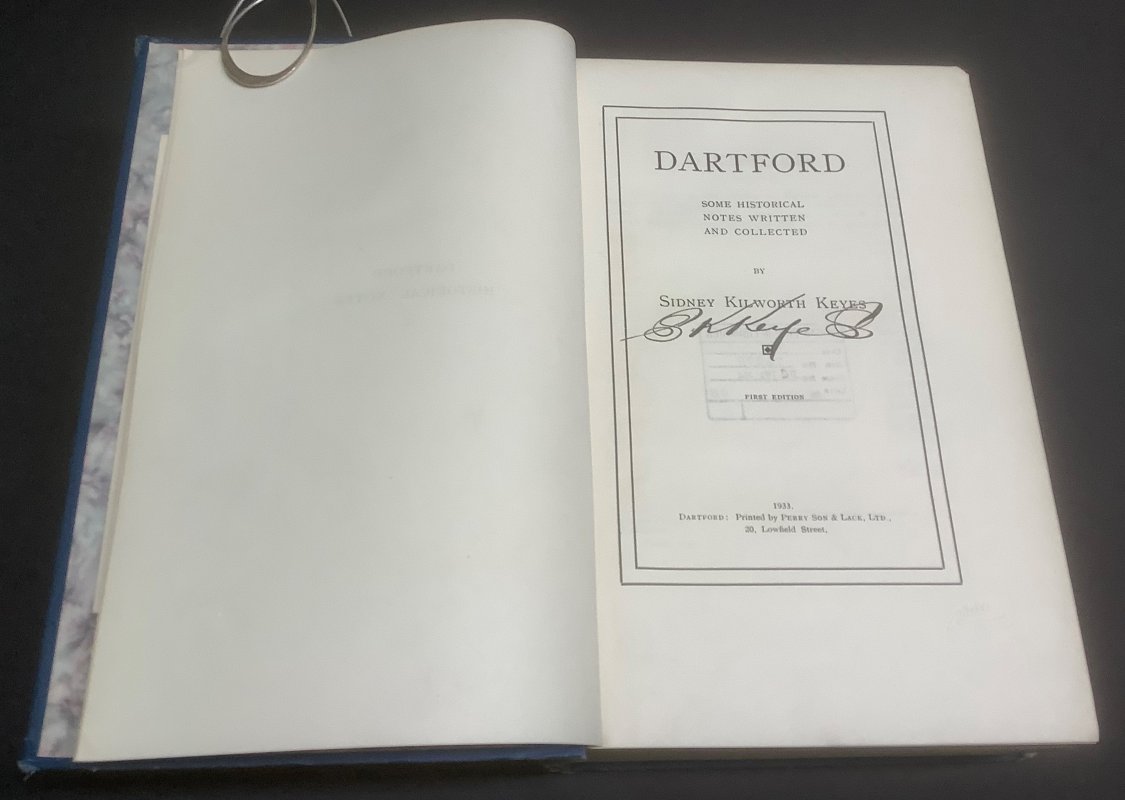 DARTFORD
SOME HISTORICAL
NOTES WRITTEN
AND COLLECTED
BY
SIDNEY KILWORTH KEYES
S K Keyes
FIRST EDITION
1933.
DARTFORD: Printed by PERRY SON & LACK, LTD.,
20, Lowfield Street.